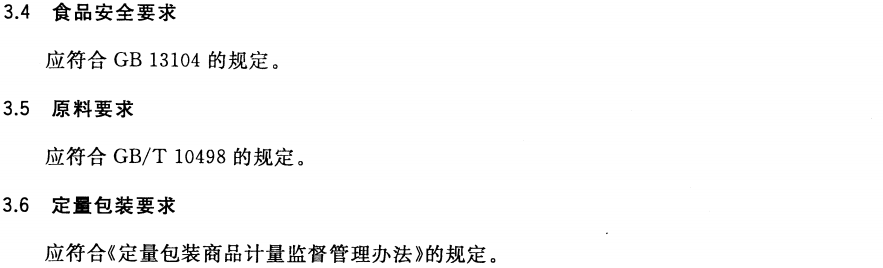 3.4 食品安全要求
应符合 GB 13104 的规定。
3.5 原料要求
应符合 GB/T 10498 的规定。
3.6 定量包装要求
应符合《定量包装商品计量监督管理办法》的规定。